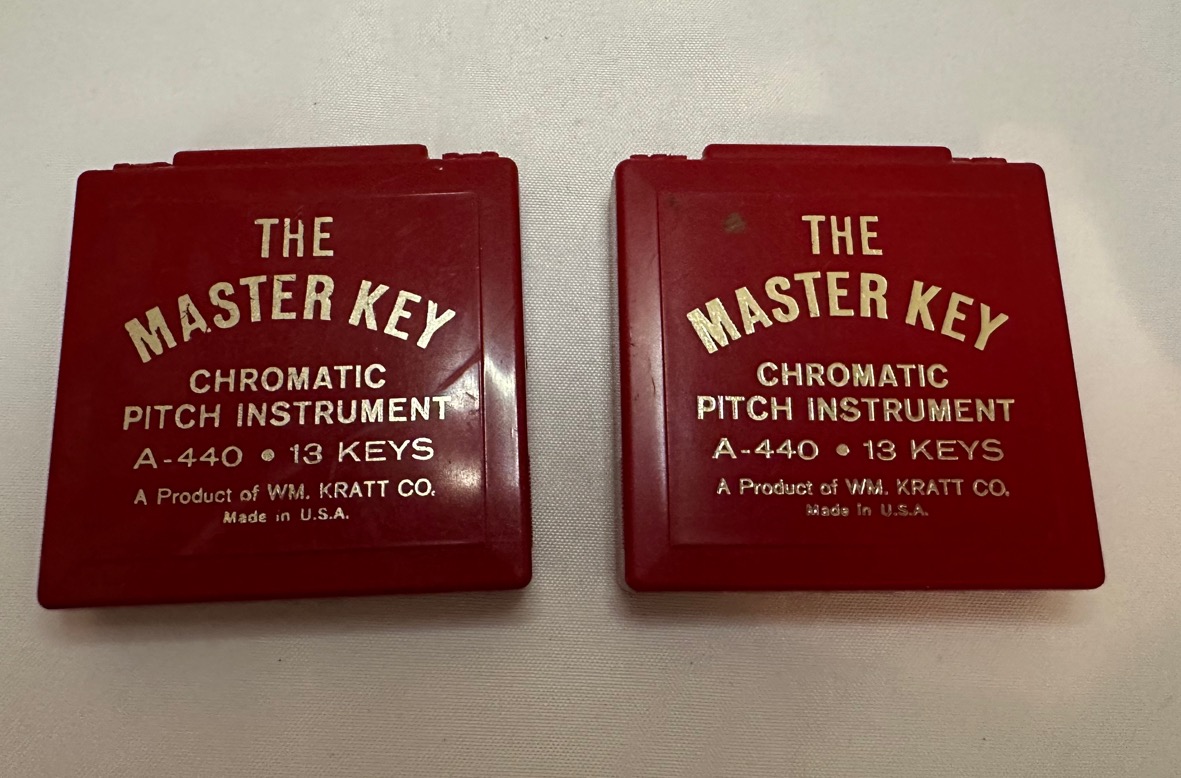 THE
MASTER KEY
CHROMATIC
PITCH INSTRUMENT
A-440 • 13 KEYS
A Product of WM. KRATT CO.
Made in U.S.A.
THE
MASTER KEY
CHROMATIC
PITCH INSTRUMENT
A-440 • 13 KEYS
A Product of WM. KRATT CO.
Made in U.S.A.